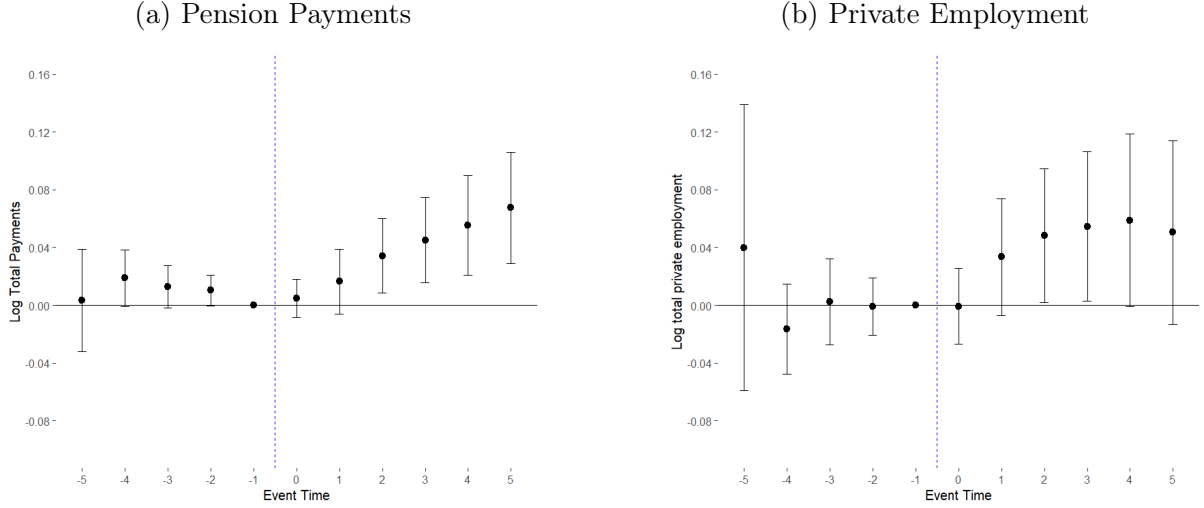 (a) Pension Payments
Log Total Payments
0.16
0.12
0.08
0.04
0.00
-0.04
-0.08
-5 -4 -3 -2 -1 0 1 2 3 4 5
Event Time
(b) Private Employment
Log total private employment
0.16
0.12
0.08
0.04
0.00
-0.04
-0.08
-5 -4 -3 -2 -1 0 1 2 3 4 5
Event Time